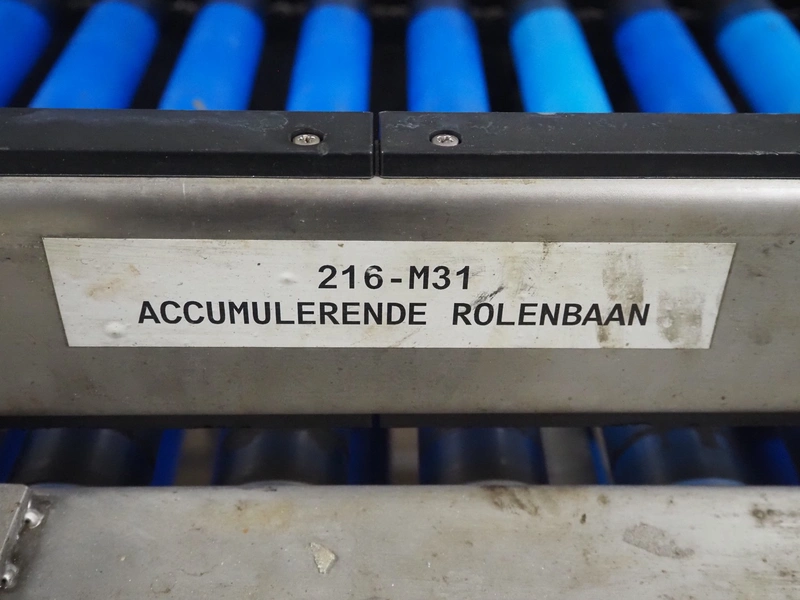 216-M31
ACCUMULERENDE ROLENBAAN